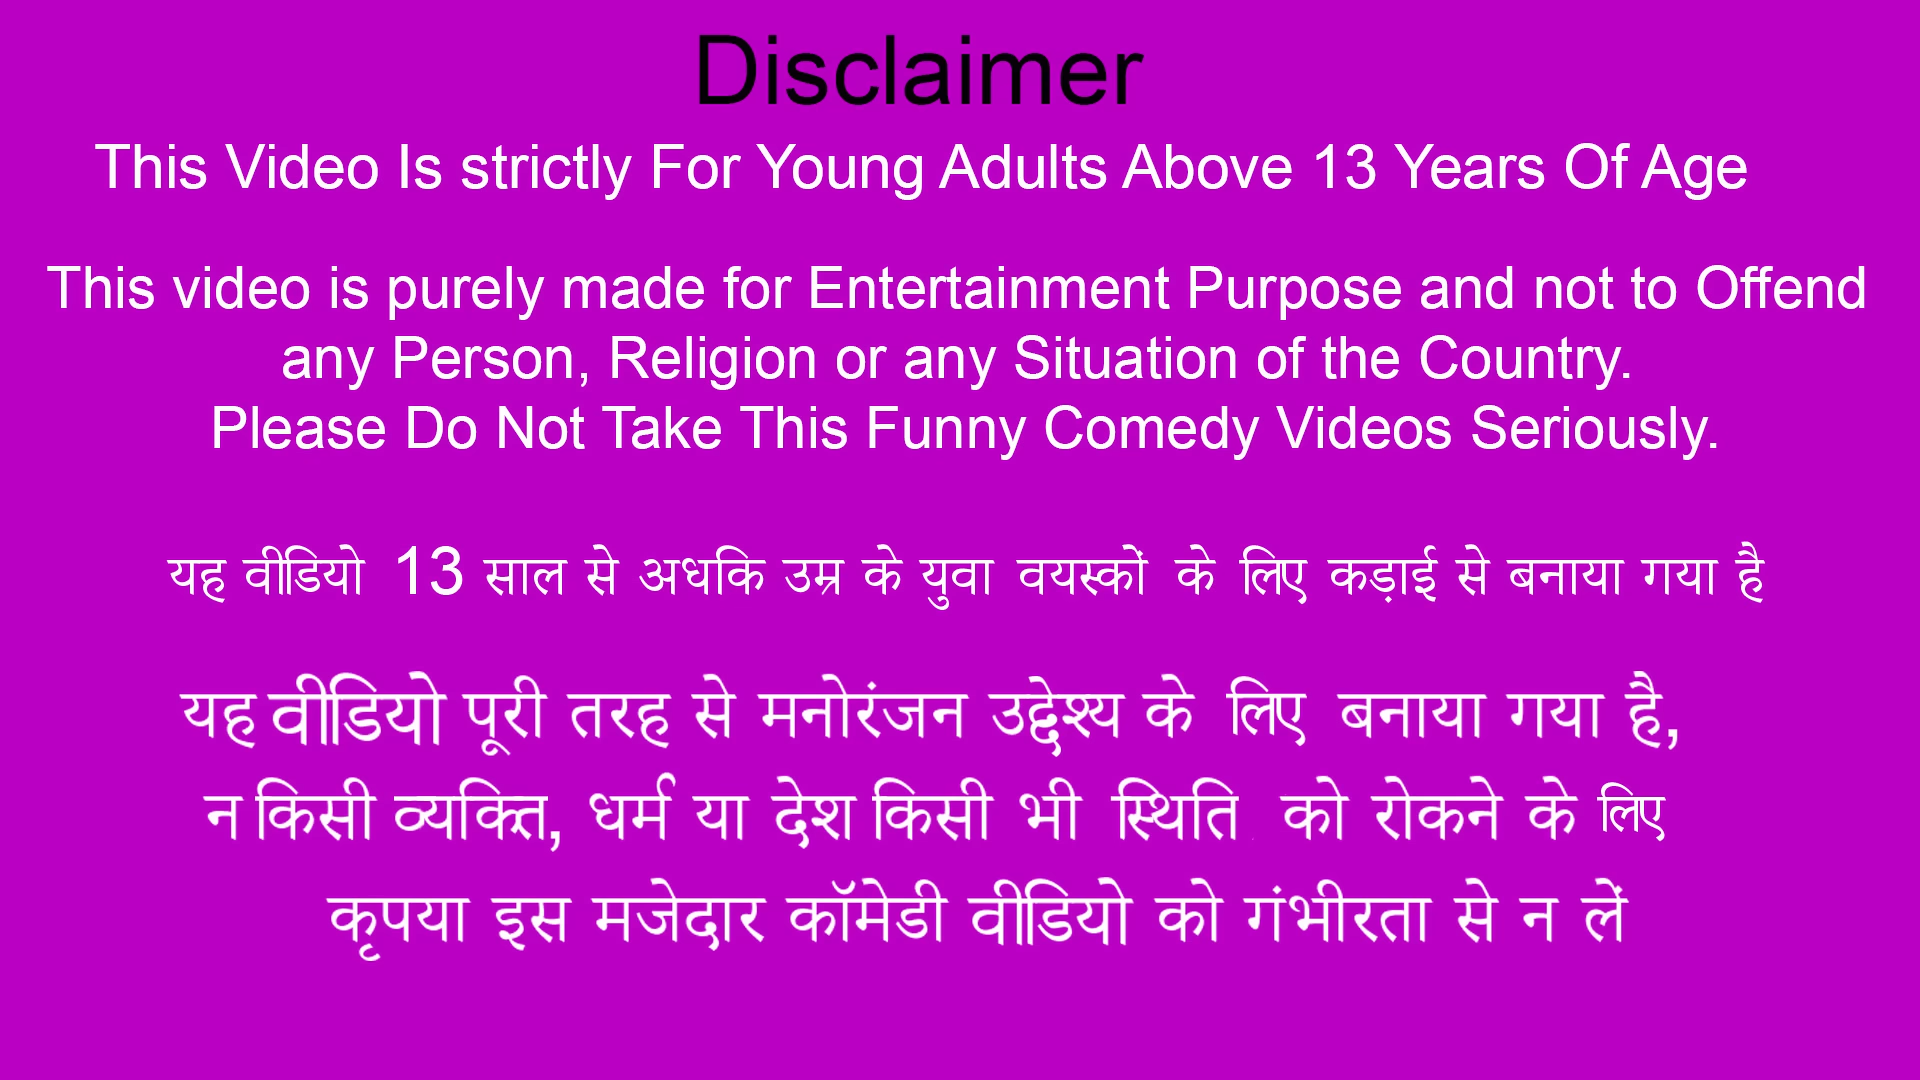 Disclaimer
This Video Is strictly For Young Adults Above 13 Years Of Age
This video is purely made for Entertainment Purpose and not to Offend
any Person, Religion or any Situation of the Country.
Please Do Not Take This Funny Comedy Videos Seriously.
यह वीडियो 13 साल से अधकि उम्र के युवा वयस्कों के लिए कड़ाई से बनाया गया है
यह वीडियो पूरी तरह से मनोरंजन उद्देश्य के लिए बनाया गया है,
न किसी व्यक्ति, धर्म या देश किसी भी स्थिति को रोकने के लिए
कृपया इस मजेदार कॉमेडी वीडियो को गंभीरता से न लें